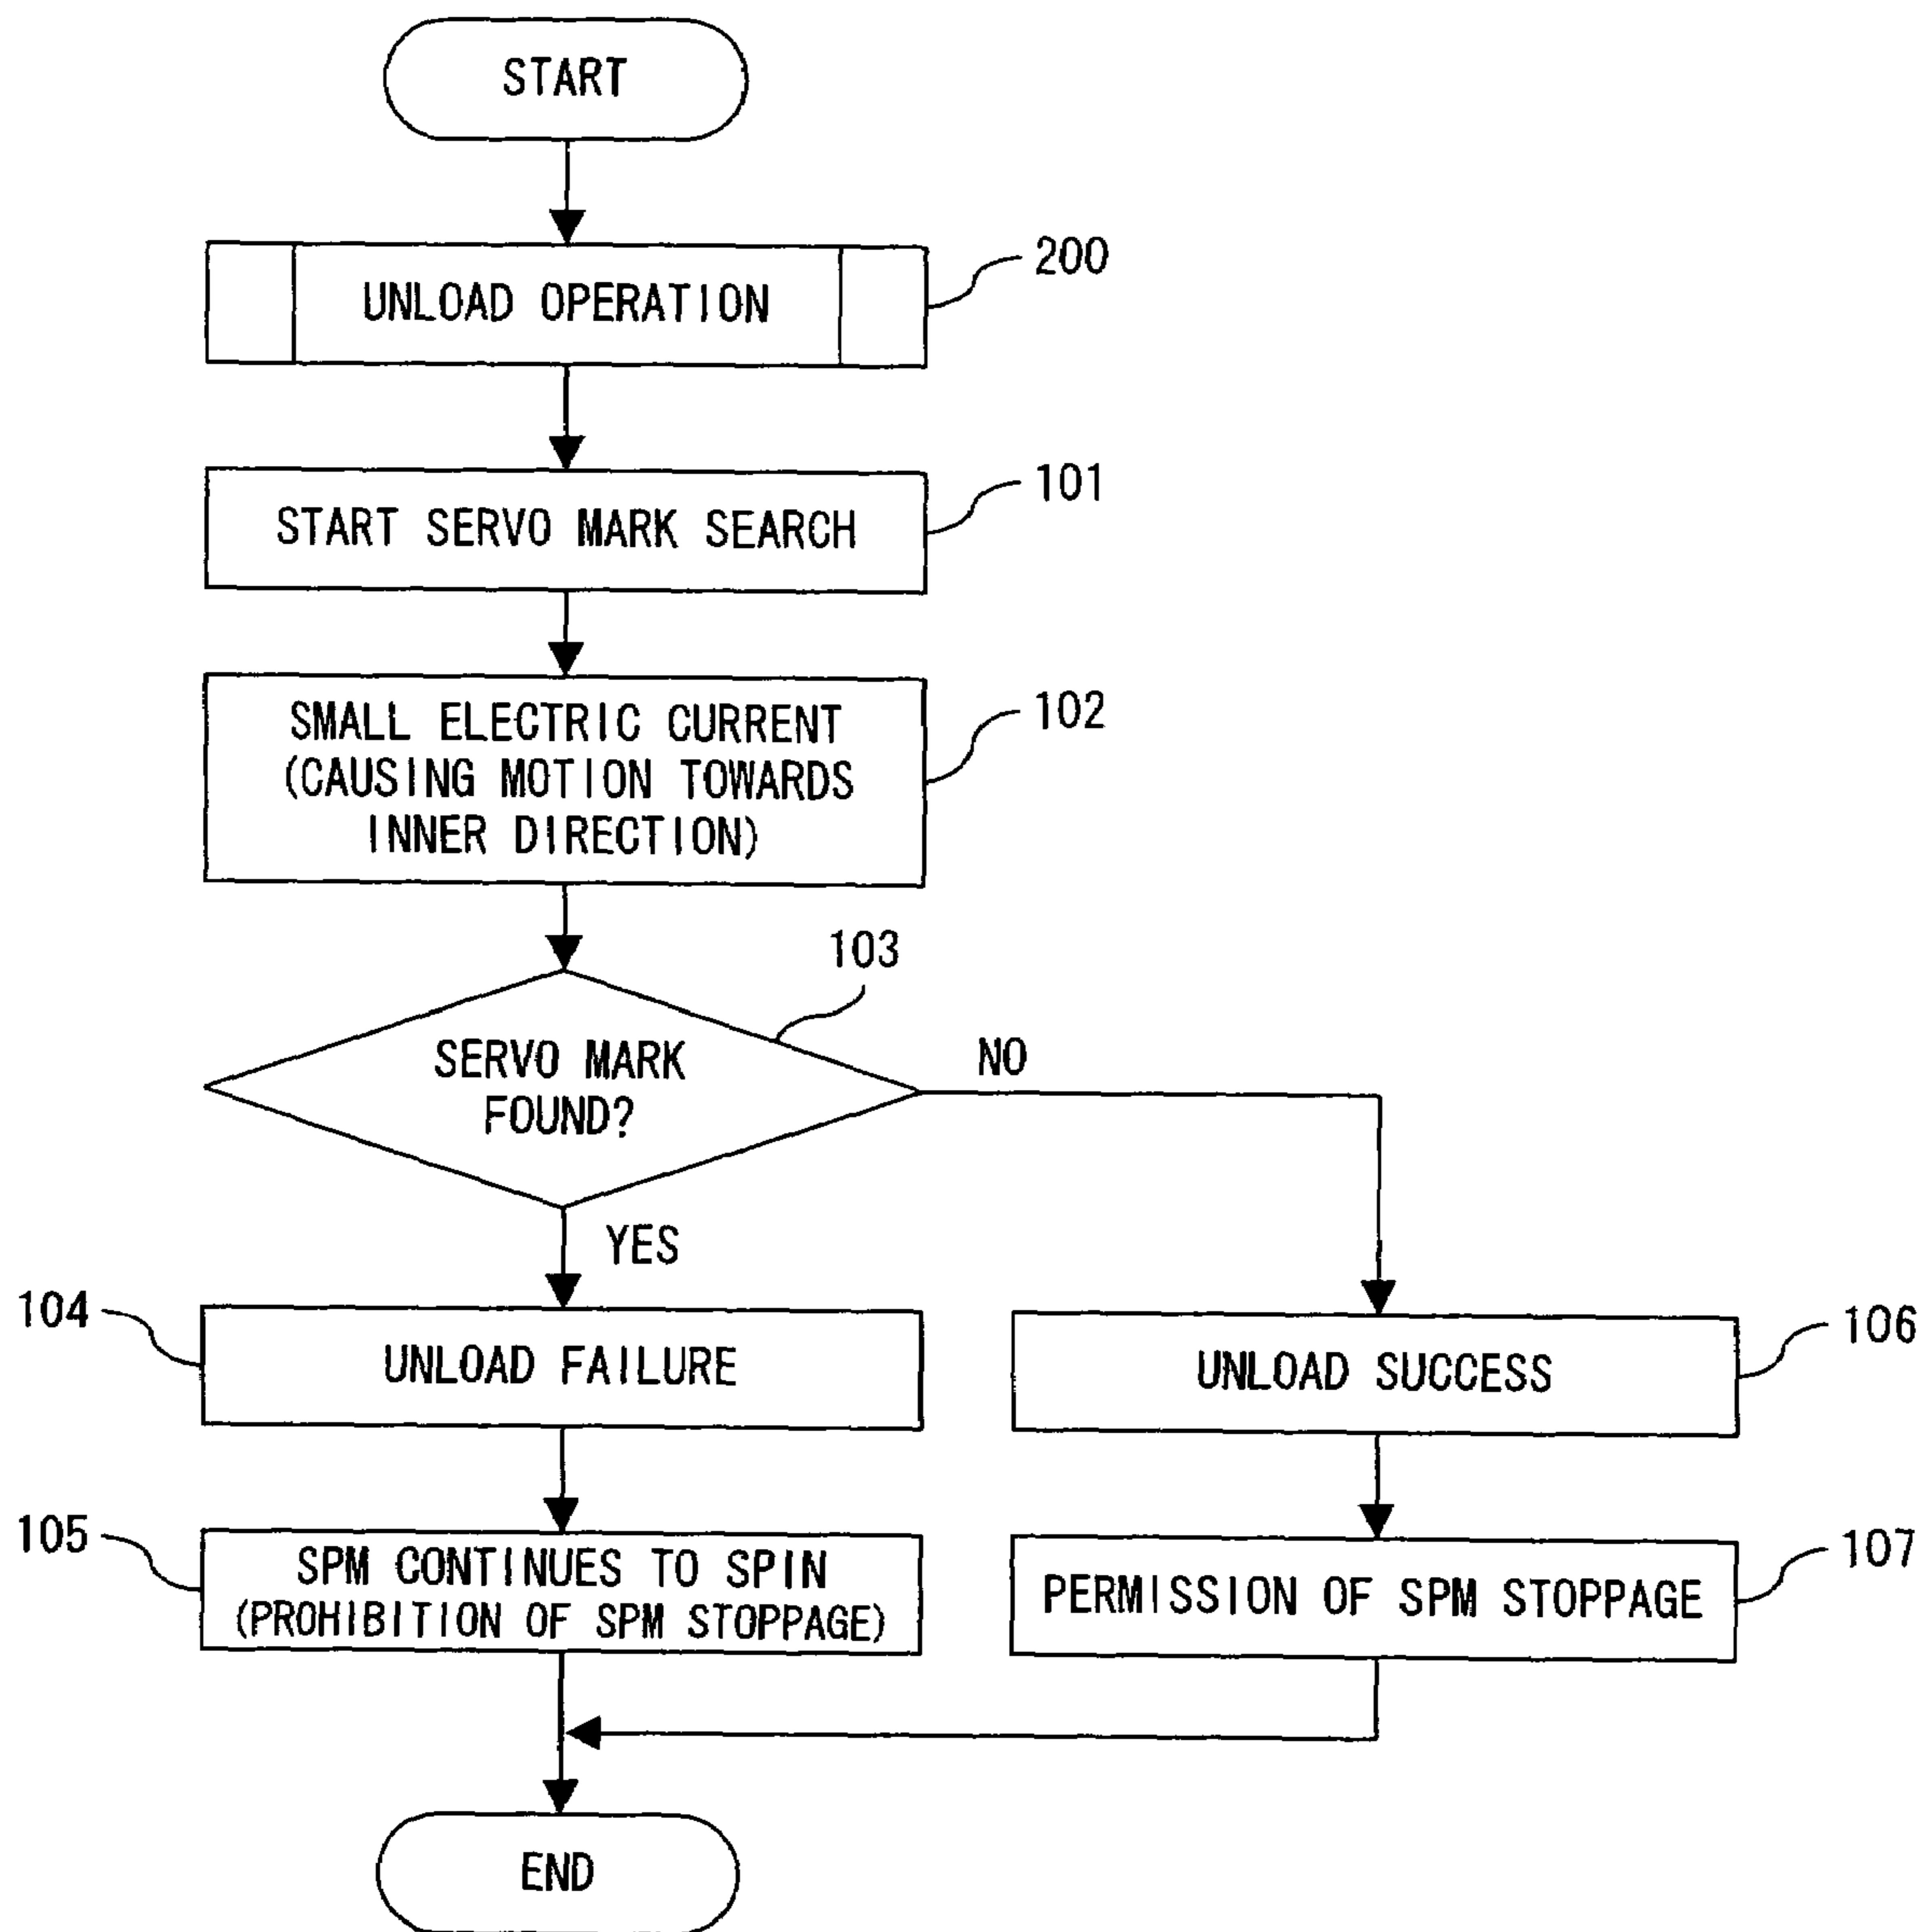 START
UNLOAD OPERATION
200
START SERVO MARK SEARCH
101
SMALL ELECTRIC CURRENT
(CAUSING MOTION TOWARDS
INNER DIRECTION)
102
103
SERVO MARK
FOUND?
NO
YES
104
UNLOAD FAILURE
UNLOAD SUCCESS
106
105
SPM CONTINUES TO SPIN
(PROHIBITION OF SPM STOPPAGE)
PERMISSION OF SPM STOPPAGE
107
END